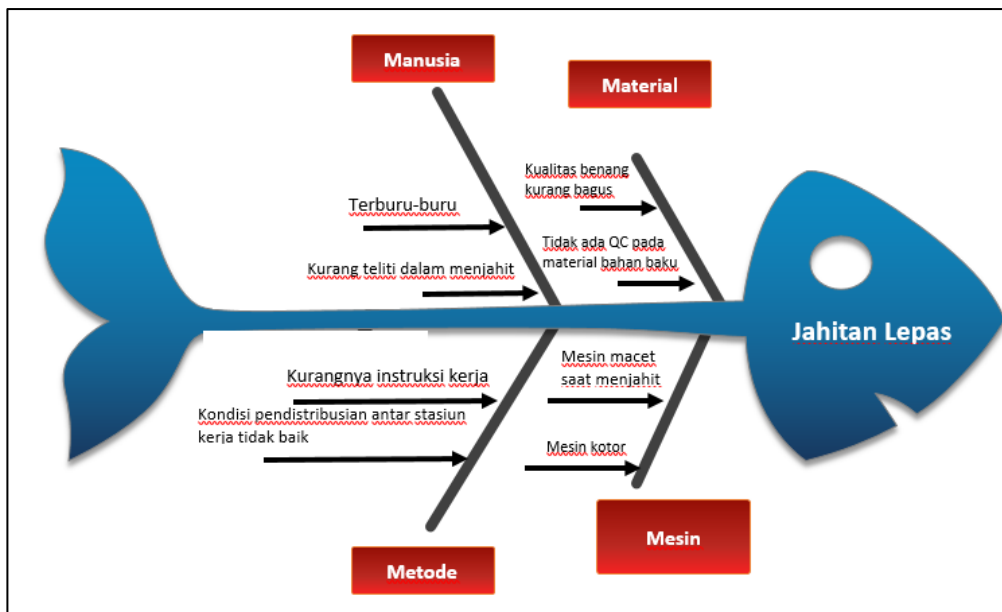 Manusia
Material
Kualitas benang
kurang bagus
Terburu-buru
Tidak ada QC pada
material bahan baku
Kurang teliti dalam menjahit
Jahitan Lepas
Mesin macet
saat menjahit
Kurangnya instruksi kerja
Kondisi pendistribusian antar stasiun
kerja tidak baik
Mesin kotor
Mesin
Metode